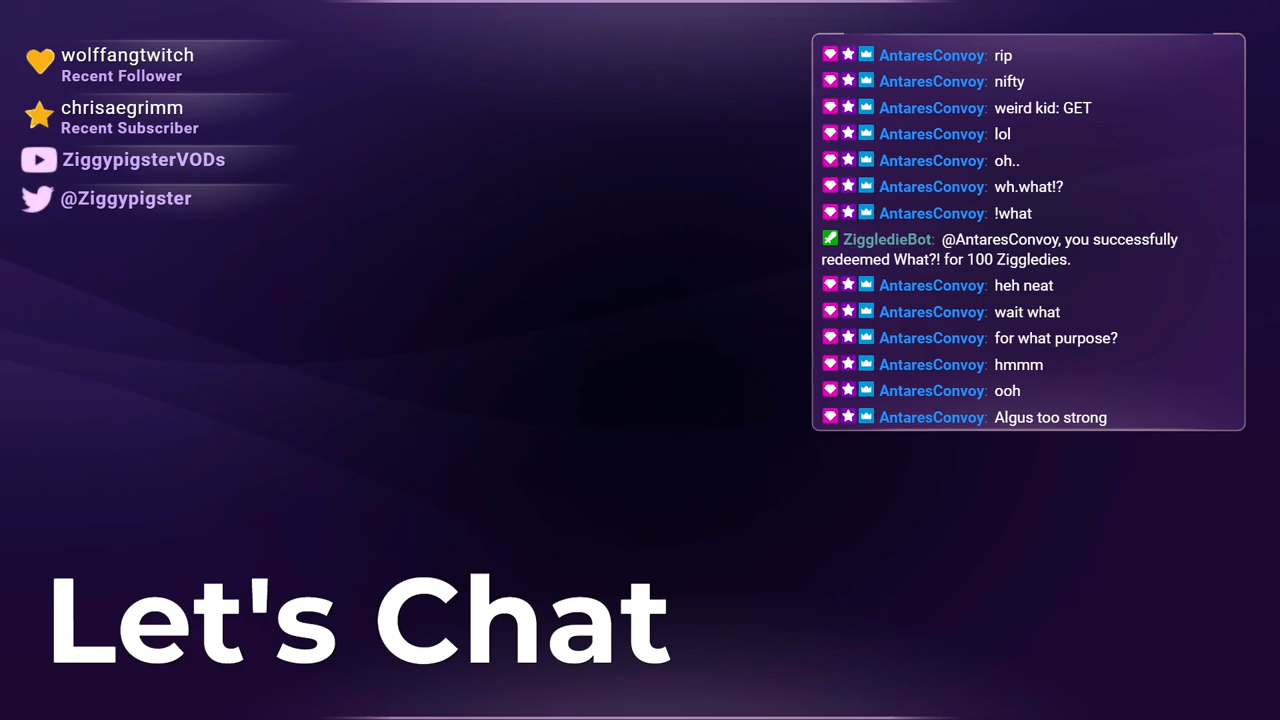 wolffangtwitch
Recent Follower
chrisaegrimm
Recent Subscriber
ZiggypigsterVODs
@Ziggypigster
AntaresConvoy: rip
AntaresConvoy: nifty
AntaresConvoy: weird kid: GET
AntaresConvoy: lol
AntaresConvoy: oh..
AntaresConvoy: wh.what!?
AntaresConvoy: !what
ZiggledieBot: @AntaresConvoy, you successfully
redeemed What?! for 100 Ziggledies.
AntaresConvoy: heh neat
AntaresConvoy: wait what
AntaresConvoy: for what purpose?
AntaresConvoy: hmmm
AntaresConvoy: ooh
AntaresConvoy: Algus too strong
Let's Chat